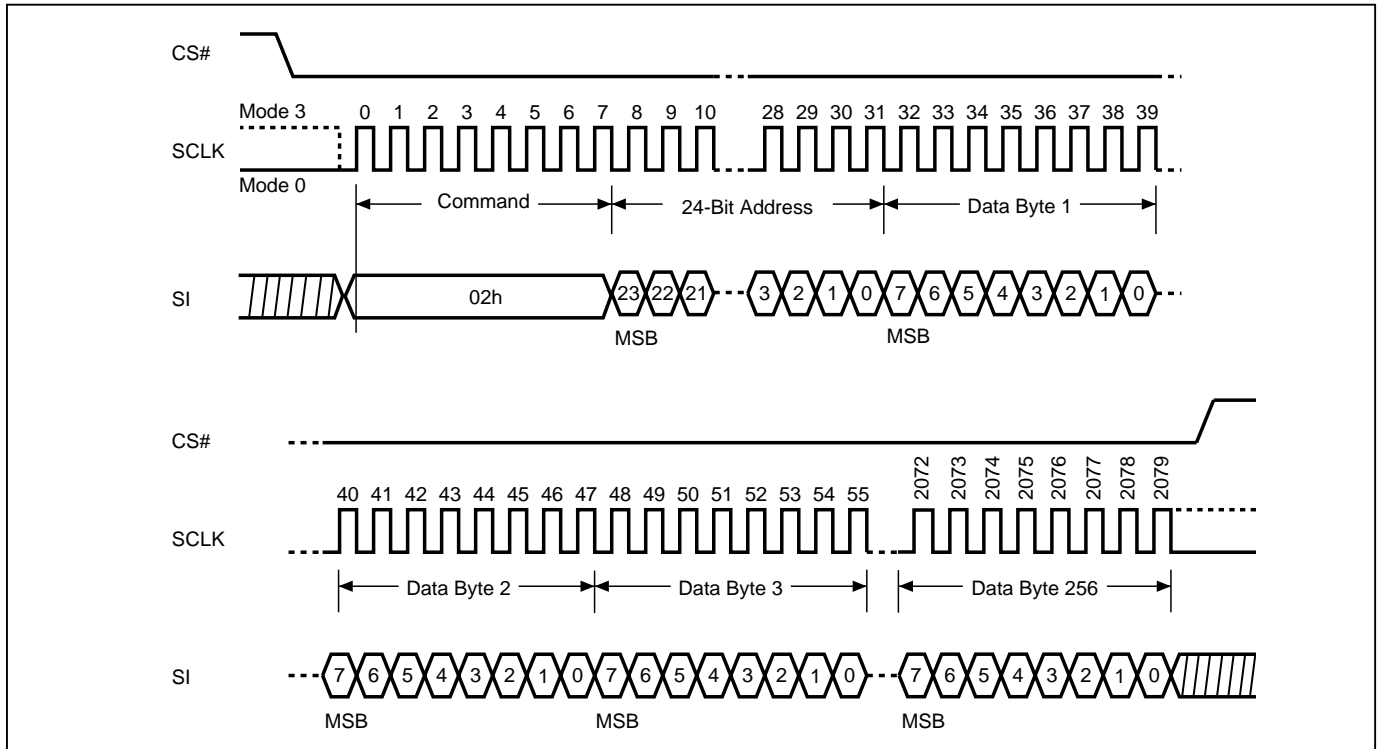 CS#
Mode 3
0 1 2 3 4 5 6 7 8 9 10 28 29 30 31 32 33 34 35 36 37 38 39
SCLK
Mode 0
Command 24-Bit Address Data Byte 1
SI 02h 23 22 21 3 2 1 0 7 6 5 4 3 2 1 0
MSB MSB
CS#
40 41 42 43 44 45 46 47 48 49 50 51 52 53 54 55 2072 2073 2074 2075 2076 2077 2078 2079
SCLK
Data Byte 2 Data Byte 3 Data Byte 256
SI 7 6 5 4 3 2 1 0 7 6 5 4 3 2 1 0 7 6 5 4 3 2 1 0
MSB MSB MSB